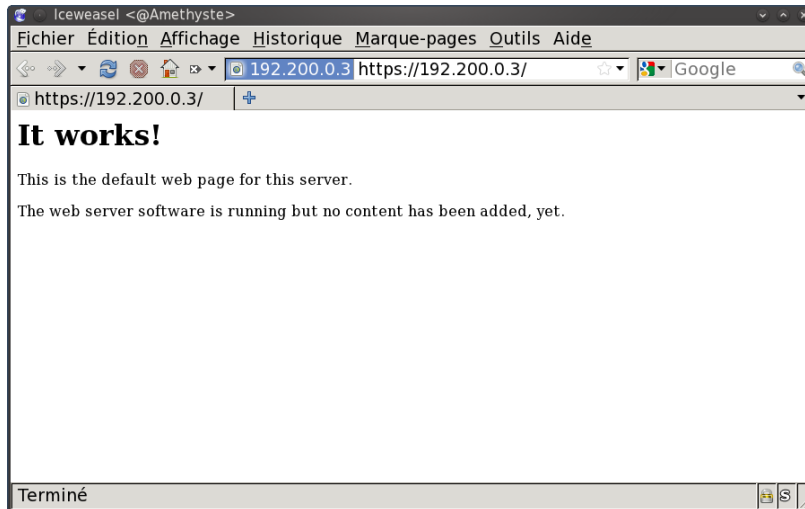 Iceweasel <@Amethyste>
Fichier Édition Affichage Historique Marque-pages Outils Aide
192.200.0.3 https://192.200.0.3/ Google
https://192.200.0.3/
It works!
This is the default web page for this server.
The web server software is running but no content has been added, yet.
Terminé S